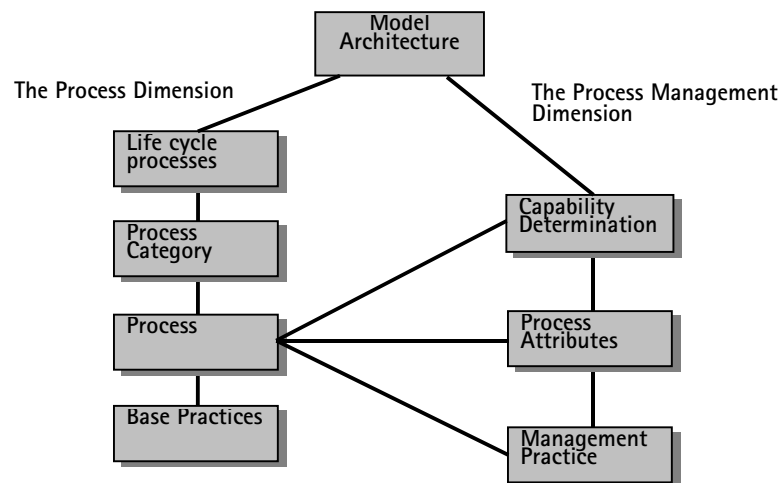 Model
Architecture
The Process Dimension
The Process Management
Dimension
Life cycle
processes
Capability
Determination
Process
Category
Process
Process
Attributes
Base Practices
Management
Practice